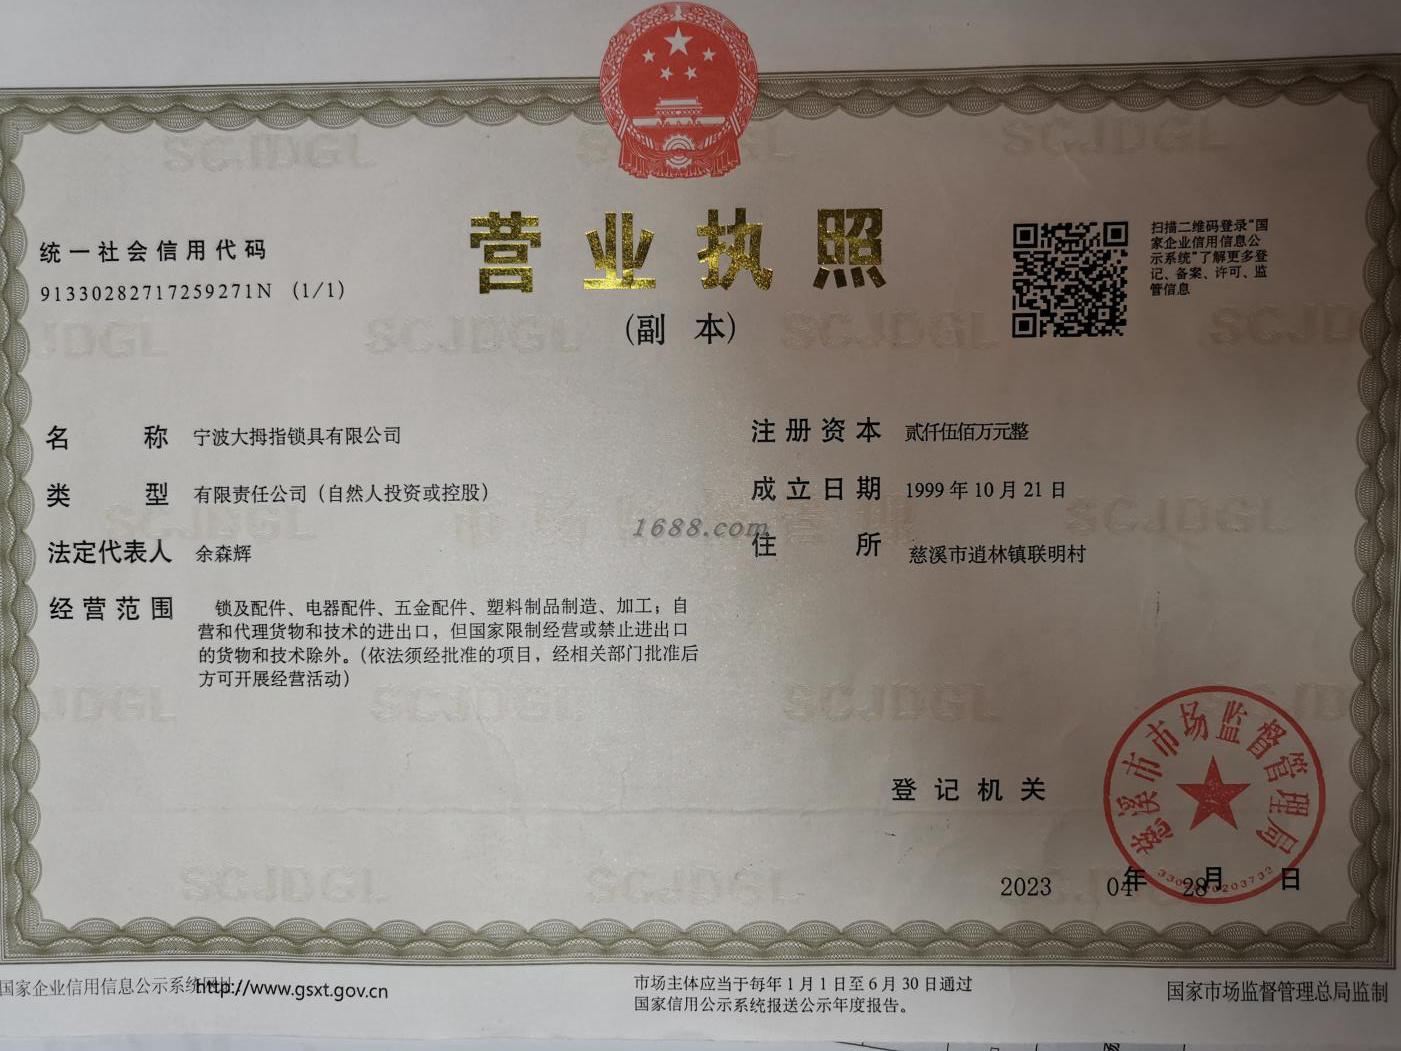 营业执照
(副 本)
统一社会信用代码
91330282717259271N (1/1)
扫描二维码登录“国
家企业信用信息公
示系统”了解更多登
记、备案、许可、监
管信息
名 称 宁波大拇指锁具有限公司
类 型 有限责任公司（自然人投资或控股）
法定代表人 余森辉
经营范围 锁及配件、电器配件、五金配件、塑料制品制造、加工；自
营和代理货物和技术的进出口，但国家限制经营或禁止进出口
的货物和技术除外。（依法须经批准的项目，经相关部门批准后
方可开展经营活动）
注册资本 贰仟伍佰万元整
成立日期 1999年10月21日
住 所 慈溪市逍林镇联明村
1688.com
登记机关
慈溪市市场监督管理局
2023 04年 28月 日
国家企业信用信息公示系统网址:http://www.gsxt.gov.cn
市场主体应当于每年1月1日至6月30日通过
国家信用公示系统报送公示年度报告。
国家市场监督管理总局监制
SCJDGL